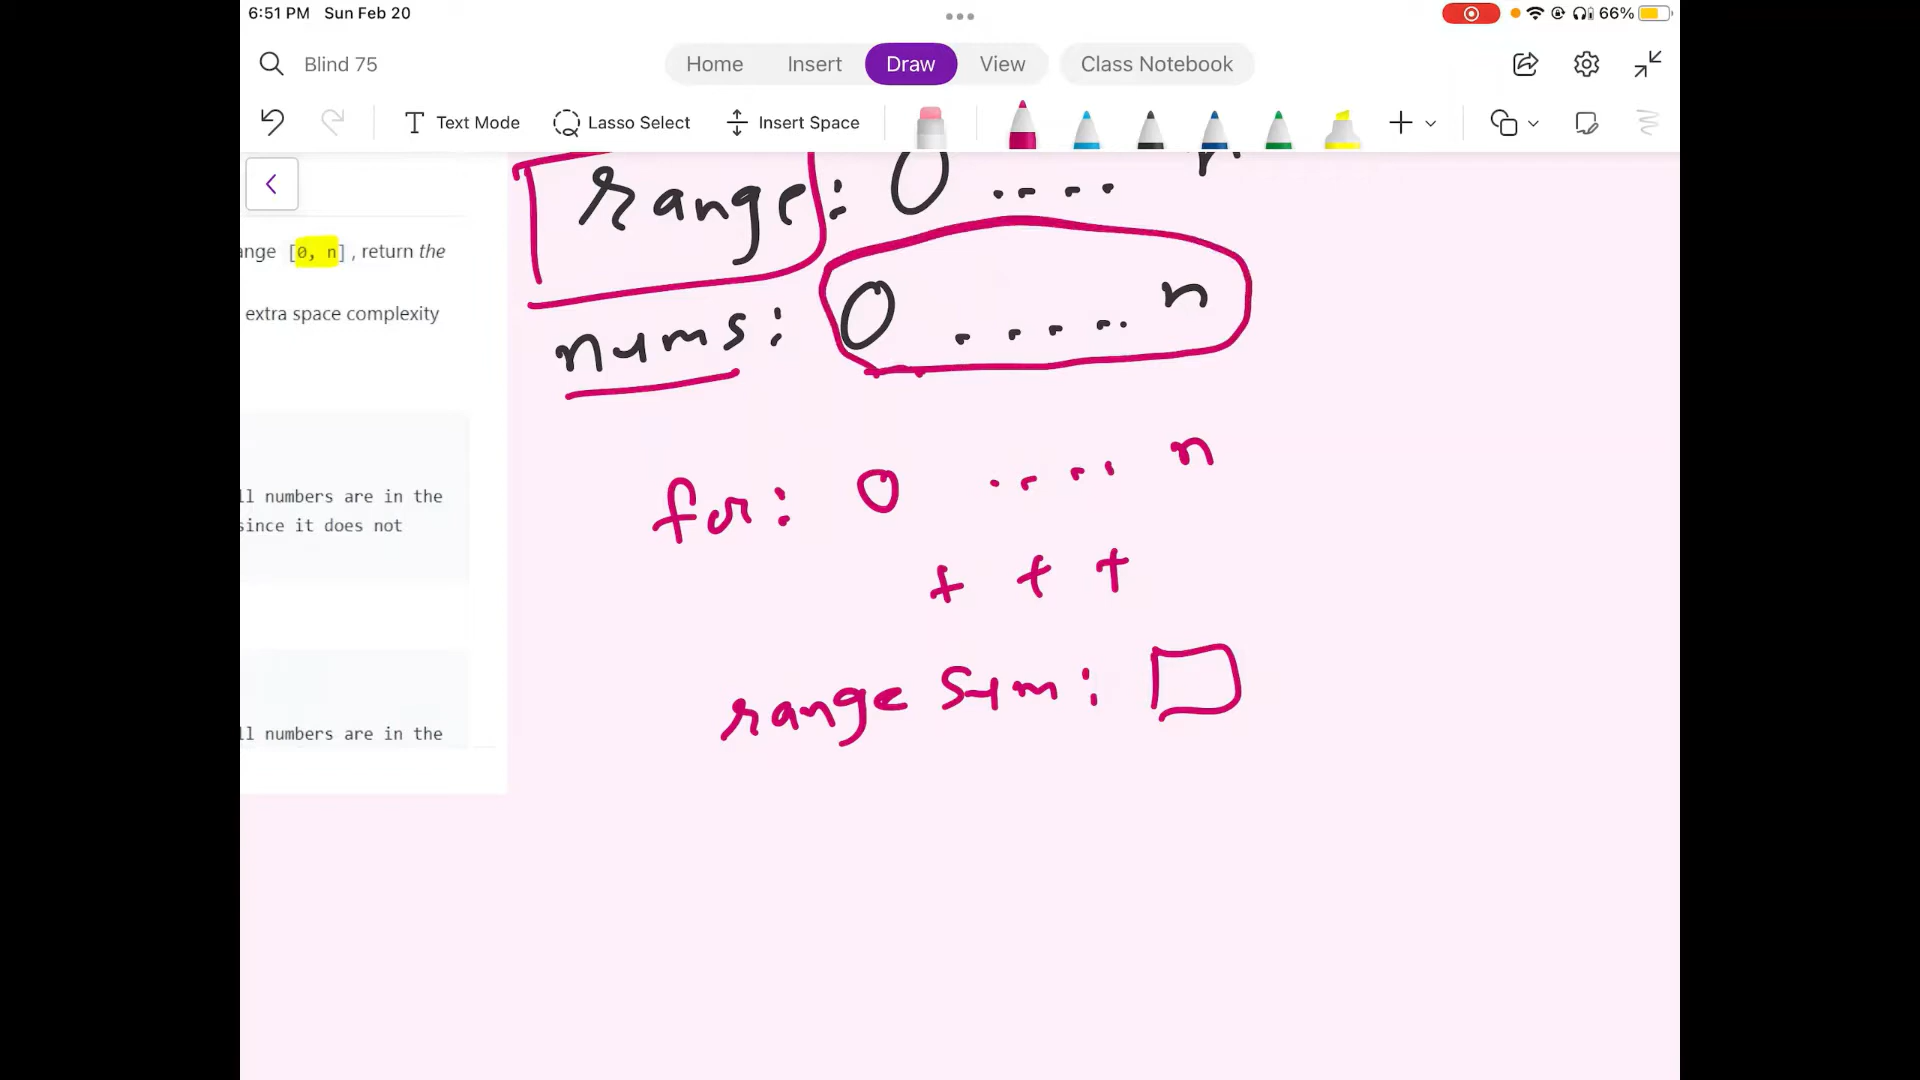 6:51 PM Sun Feb 20
66%
Blind 75
Home Insert Draw View Class Notebook
Text Mode Lasso Select Insert Space
range: 0 .... n
ange [0, n], return the
nums: 0 ..... n
extra space complexity
for: 0 .... n
ll numbers are in the
since it does not
+ + +
range Sum:
ll numbers are in the